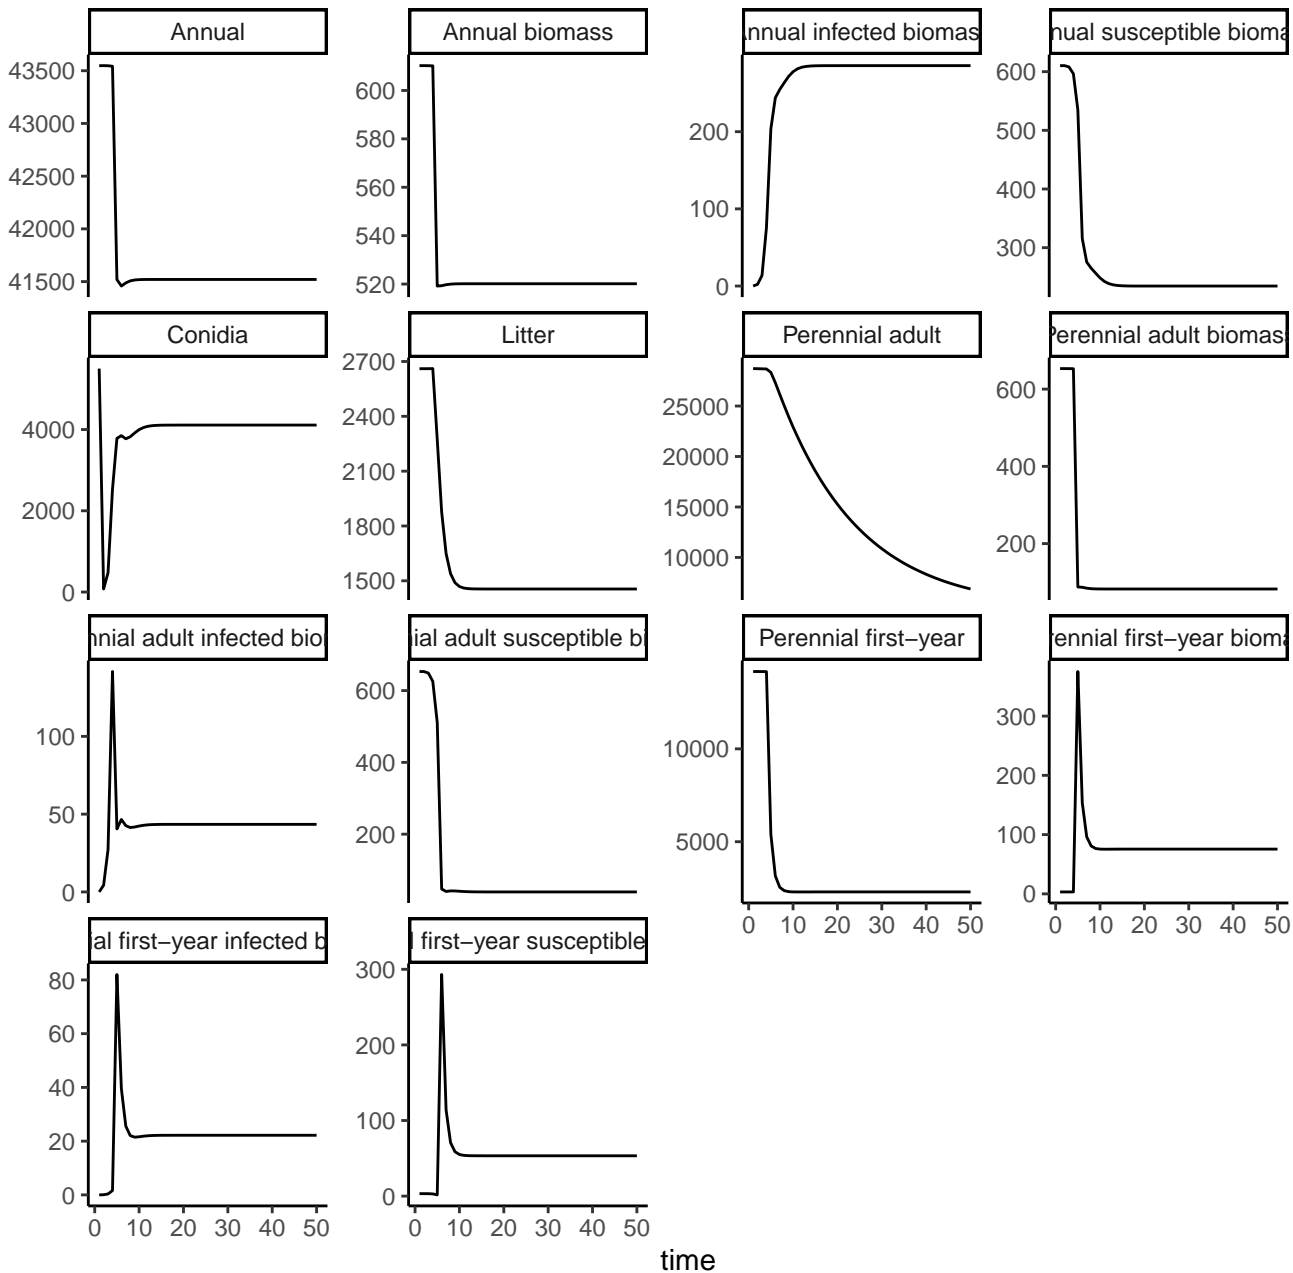 Annual
Annual biomass
Annual infected biomas
nual susceptible bioma
43500
43000
42500
42000
41500
600
580
560
540
520
200
100
0
600
500
400
300
Conidia
Litter
Perennial adult
Perennial adult biomass
4000
2000
0
2700
2400
2100
1800
1500
25000
20000
15000
10000
600
400
200
nnial adult infected bion
nial adult susceptible bi
Perennial first−year
rennial first−year bioma
100
50
0
600
400
200
10000
5000
300
200
100
0
0 10 20 30 40 50
0 10 20 30 40 50
ial first−year infected b
l first−year susceptible
80
60
40
20
0
300
200
100
0
0 10 20 30 40 50
0 10 20 30 40 50
time